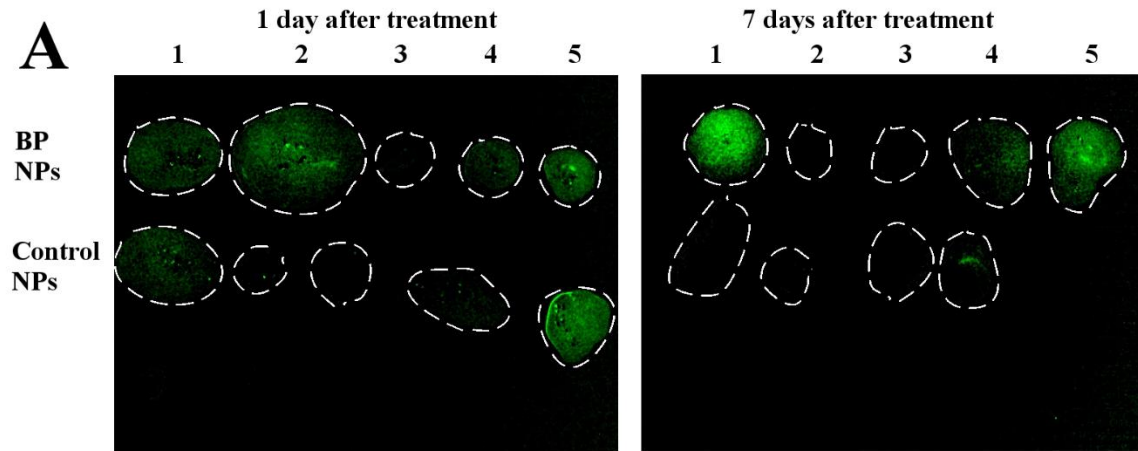 A
1 day after treatment
7 days after treatment
1 2 3 4 5
1 2 3 4 5
BP
NPs
Control
NPs